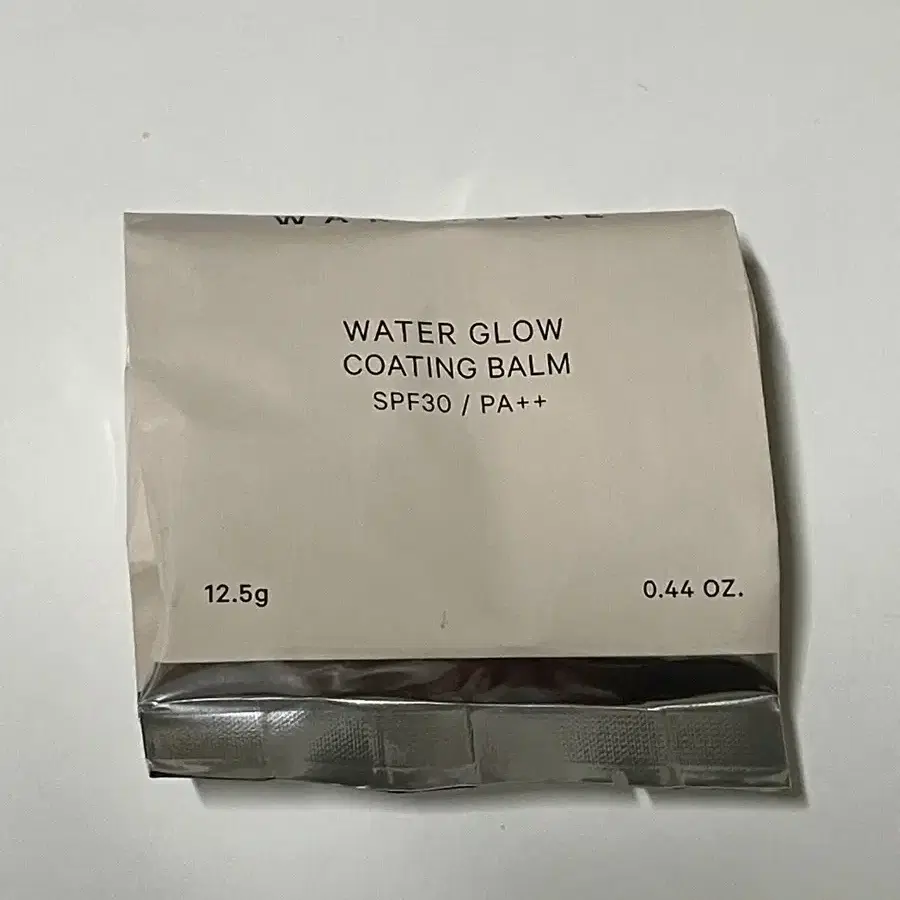 WATER GLOW
COATING BALM
SPF30 / PA++
12.5g
0.44 OZ.